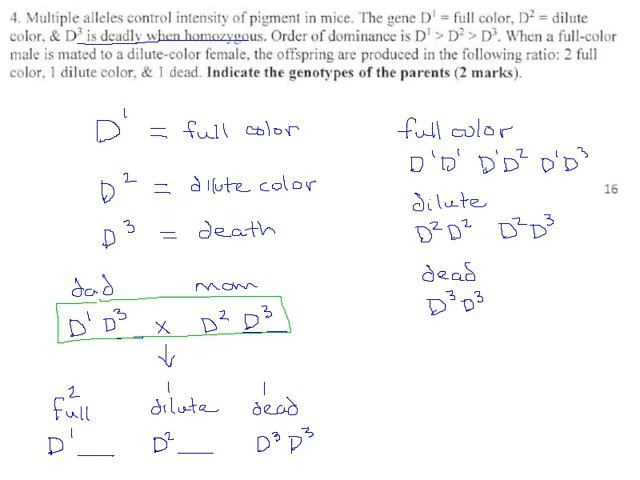 4. Multiple alleles control intensity of pigment in mice. The gene D¹ = full color, D² = dilute
color, & D³ is deadly when homozygous. Order of dominance is D¹ > D² > D³. When a full-color
male is mated to a dilute-color female, the offspring are produced in the following ratio: 2 full
color, 1 dilute color, & 1 dead. Indicate the genotypes of the parents (2 marks).
D¹ = full color
full color
D¹D¹ D¹D² D¹D³
D² = dilute color
16
dilute
D²D² D²D³
D³ = death
dead
D³D³
dad mom
D¹D³ x D² D³
2 1 1
full dilute dead
D¹__ D²__ D³D³